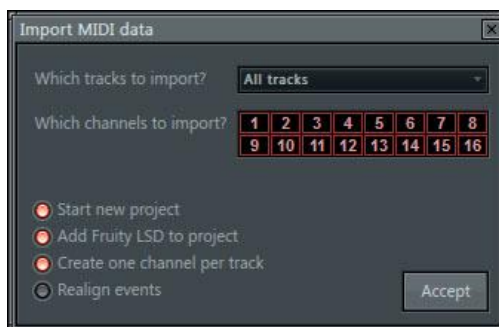 Import MIDI data
Which tracks to import? All tracks
Which channels to import? 1 2 3 4 5 6 7 8
9 10 11 12 13 14 15 16
Start new project
Add Fruity LSD to project
Create one channel per track
Realign events
Accept